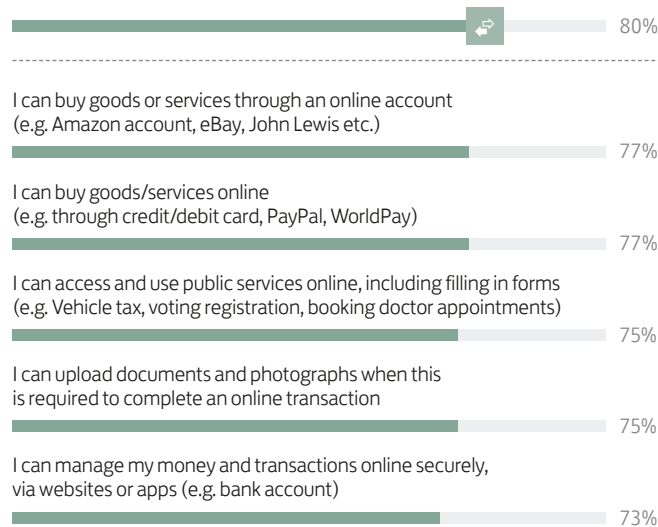 80%
I can buy goods or services through an online account
(e.g. Amazon account, eBay, John Lewis etc.)
77%
I can buy goods/services online
(e.g. through credit/debit card, PayPal, WorldPay)
77%
I can access and use public services online, including filling in forms
(e.g. Vehicle tax, voting registration, booking doctor appointments)
75%
I can upload documents and photographs when this
is required to complete an online transaction
75%
I can manage my money and transactions online securely,
via websites or apps (e.g. bank account)
73%